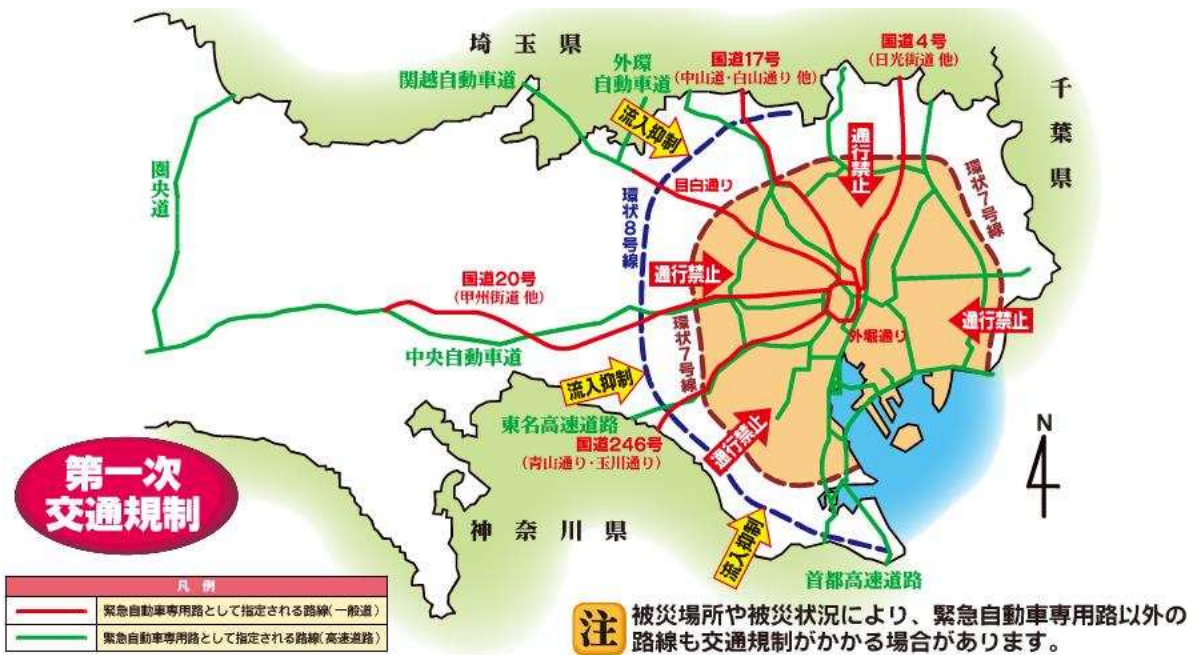 埼玉県
国道4号
(日光街道 他)
国道17号
(中山道・白山通り 他)
外環
自動車道
関越自動車道
千葉県
流入抑制
通行禁止
圏央道
目白通り
環状7号線
環状8号線
通行禁止
国道20号
(甲州街道 他)
環状7号線
外堀通り
通行禁止
中央自動車道
流入抑制
東名高速道路
国道246号
(青山通り・玉川通り)
通行禁止
N
第一次
交通規制
神奈川県
流入抑制
首都高速道路
凡例
緊急自動車専用路として指定される路線(一般道)
緊急自動車専用路として指定される路線(高速道路)
注
被災場所や被災状況により、緊急自動車専用路以外の
路線も交通規制がかかる場合があります。